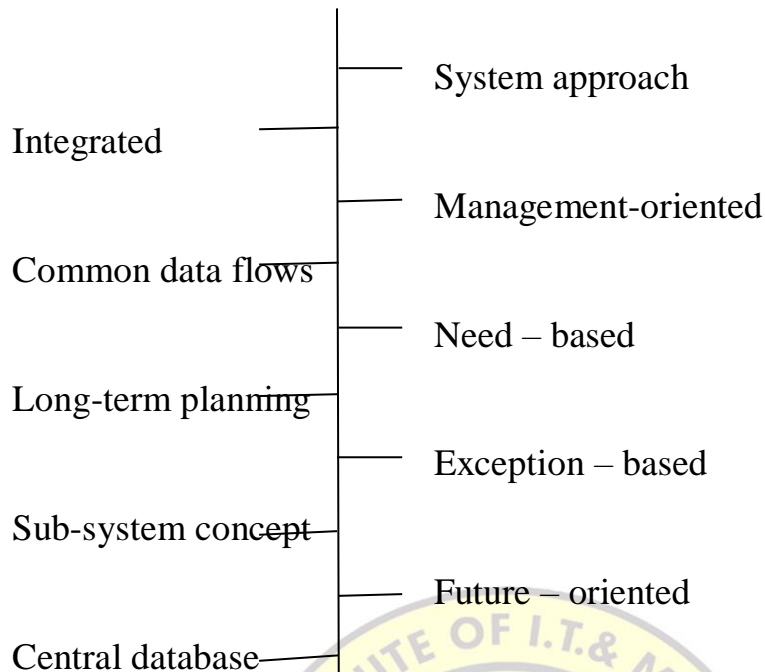 System approach
Integrated
Management-oriented
Common data flows
Need – based
Long-term planning
Exception – based
Sub-system concept
Future – oriented
Central database
OF I.T.&